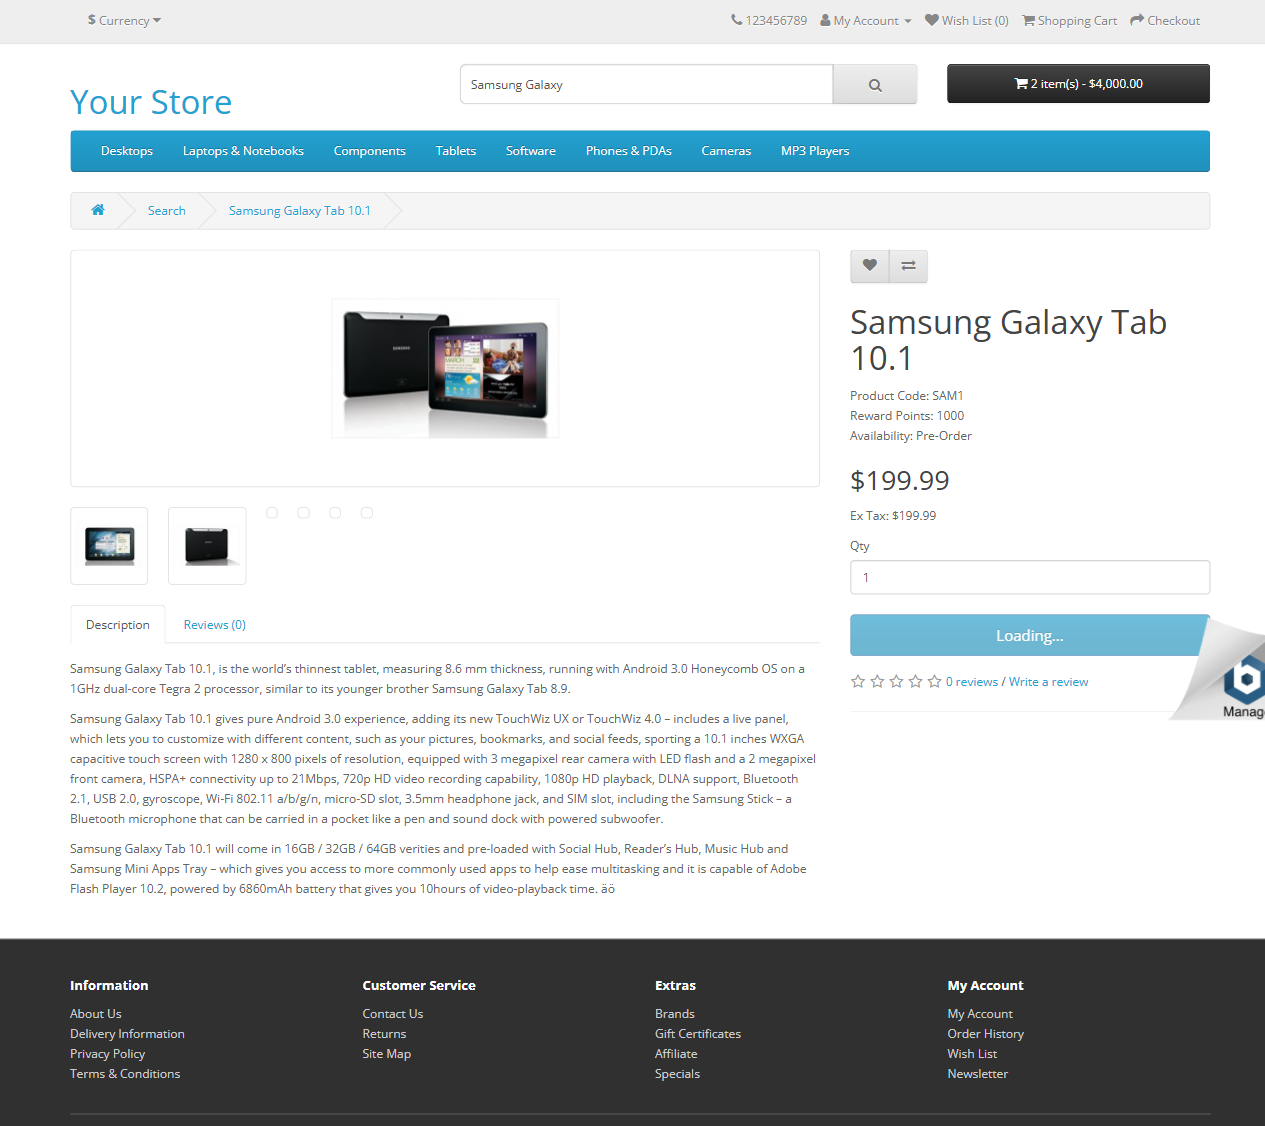 $ Currency
123456789 My Account Wish List (0) Shopping Cart Checkout
Your Store
Samsung Galaxy
2 item(s) - $4,000.00
Desktops Laptops & Notebooks Components Tablets Software Phones & PDAs Cameras MP3 Players
Search Samsung Galaxy Tab 10.1
SAMSUNG
MARCH
22
Samsung Galaxy Tab
10.1
Product Code: SAM1
Reward Points: 1000
Availability: Pre-Order
$199.99
Ex Tax: $199.99
Qty
1
Loading...
0 reviews / Write a review
Manag
Description Reviews (0)
Samsung Galaxy Tab 10.1, is the world’s thinnest tablet, measuring 8.6 mm thickness, running with Android 3.0 Honeycomb OS on a
1GHz dual-core Tegra 2 processor, similar to its younger brother Samsung Galaxy Tab 8.9.
Samsung Galaxy Tab 10.1 gives pure Android 3.0 experience, adding its new TouchWiz UX or TouchWiz 4.0 – includes a live panel,
which lets you to customize with different content, such as your pictures, bookmarks, and social feeds, sporting a 10.1 inches WXGA
capacitive touch screen with 1280 x 800 pixels of resolution, equipped with 3 megapixel rear camera with LED flash and a 2 megapixel
front camera, HSPA+ connectivity up to 21Mbps, 720p HD video recording capability, 1080p HD playback, DLNA support, Bluetooth
2.1, USB 2.0, gyroscope, Wi-Fi 802.11 a/b/g/n, micro-SD slot, 3.5mm headphone jack, and SIM slot, including the Samsung Stick – a
Bluetooth microphone that can be carried in a pocket like a pen and sound dock with powered subwoofer.
Samsung Galaxy Tab 10.1 will come in 16GB / 32GB / 64GB verities and pre-loaded with Social Hub, Reader’s Hub, Music Hub and
Samsung Mini Apps Tray – which gives you access to more commonly used apps to help ease multitasking and it is capable of Adobe
Flash Player 10.2, powered by 6860mAh battery that gives you 10hours of video-playback time. äö
Information
About Us
Delivery Information
Privacy Policy
Terms & Conditions
Customer Service
Contact Us
Returns
Site Map
Extras
Brands
Gift Certificates
Affiliate
Specials
My Account
My Account
Order History
Wish List
Newsletter